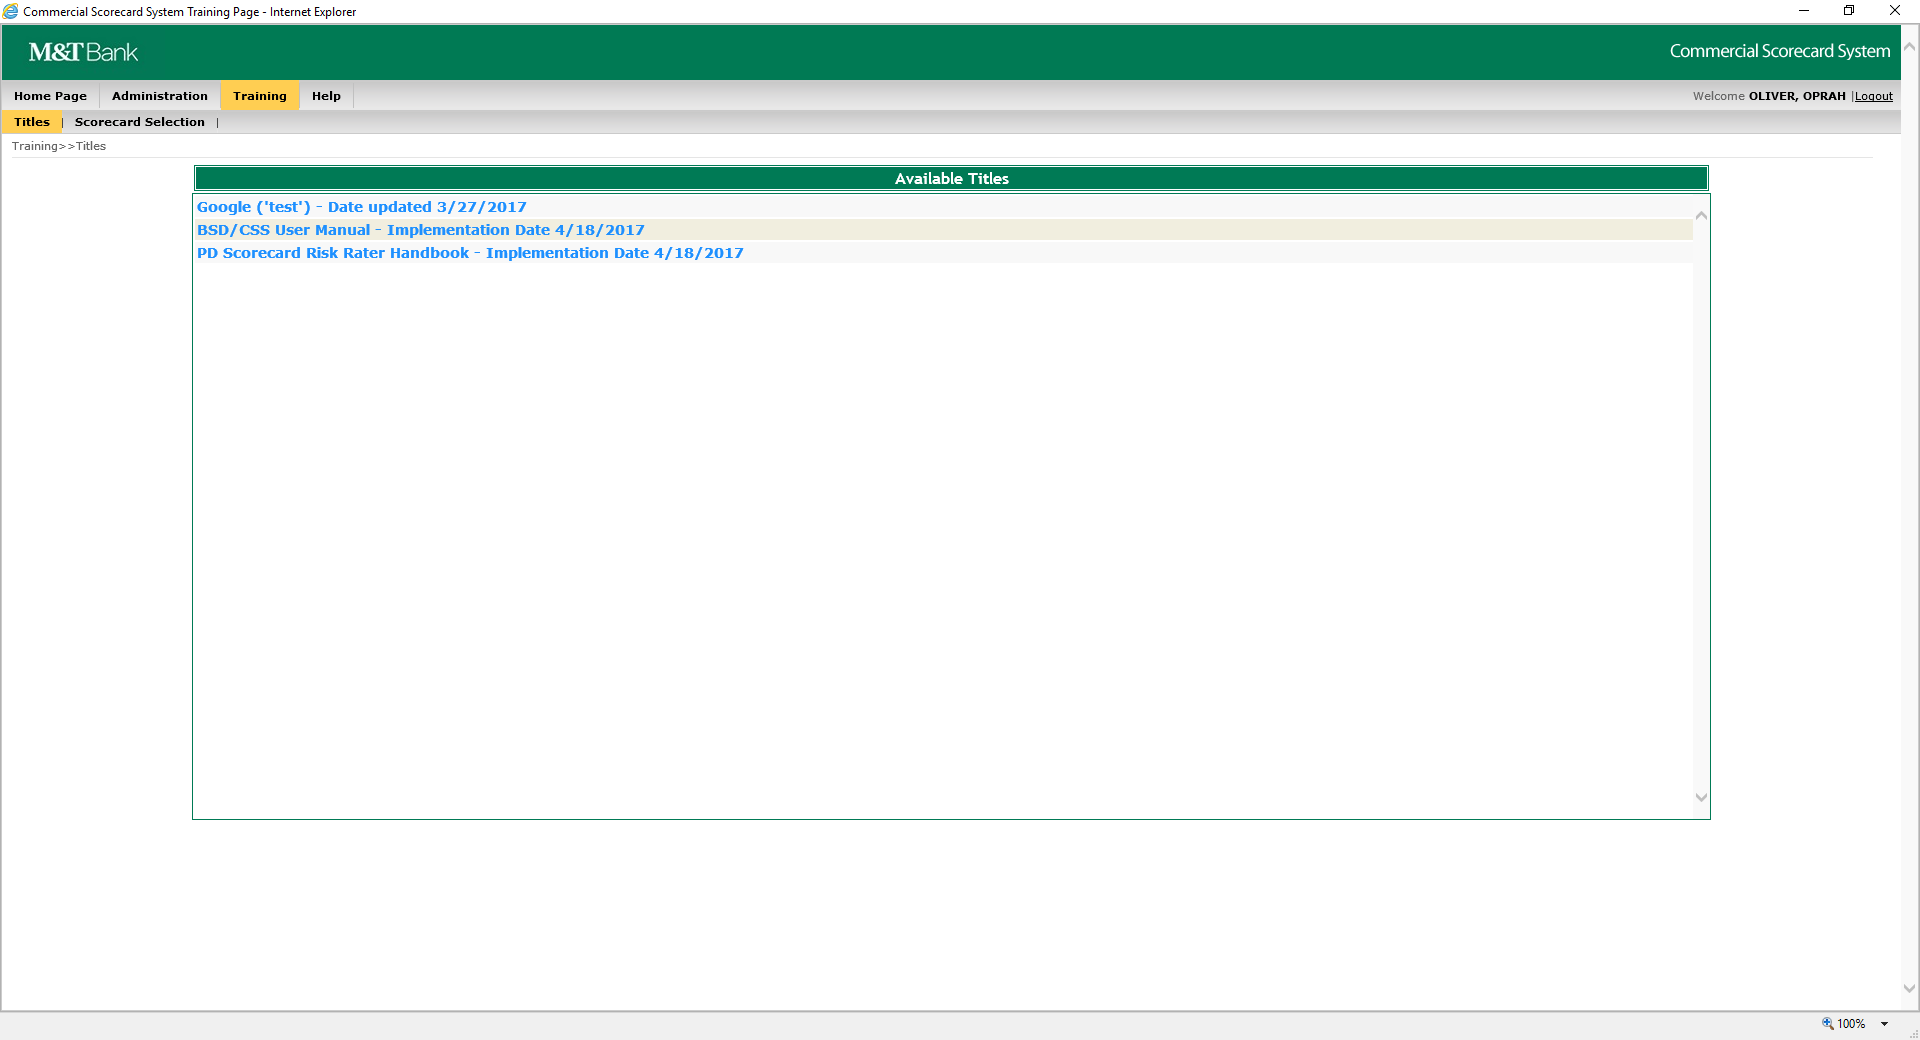 Commercial Scorecard System Training Page - Internet Explorer
M&T Bank
Commercial Scorecard System
Home Page Administration Training Help
Welcome OLIVER, OPRAH |Logout
Titles | Scorecard Selection |
Training>>Titles
Available Titles
Google ('test') - Date updated 3/27/2017
BSD/CSS User Manual - Implementation Date 4/18/2017
PD Scorecard Risk Rater Handbook - Implementation Date 4/18/2017
100%